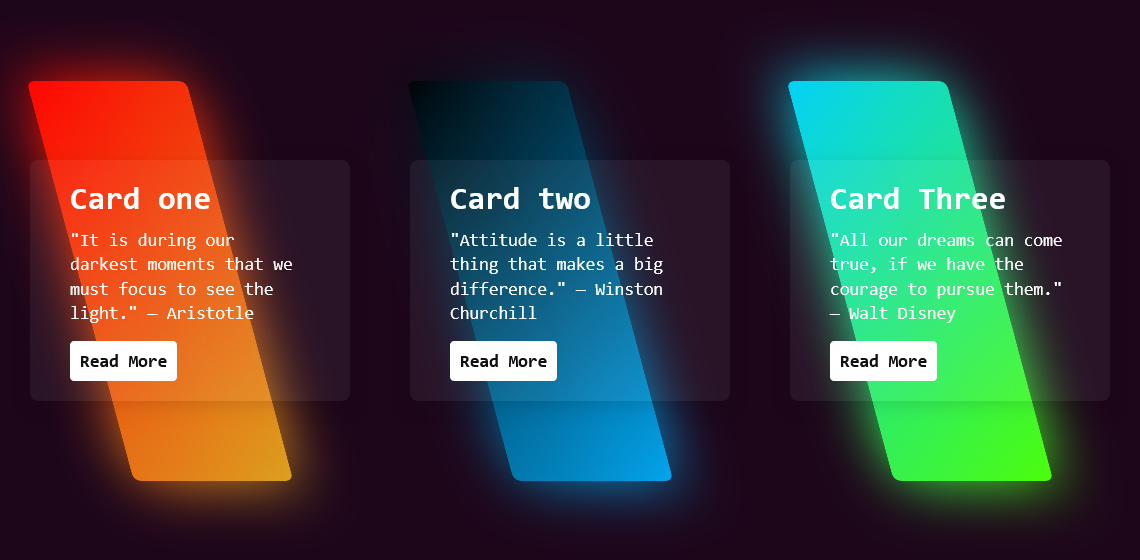 Card one
"It is during our
darkest moments that we
must focus to see the
light." — Aristotle
Read More
Card two
"Attitude is a little
thing that makes a big
difference." — Winston
Churchill
Read More
Card Three
"All our dreams can come
true, if we have the
courage to pursue them."
— Walt Disney
Read More